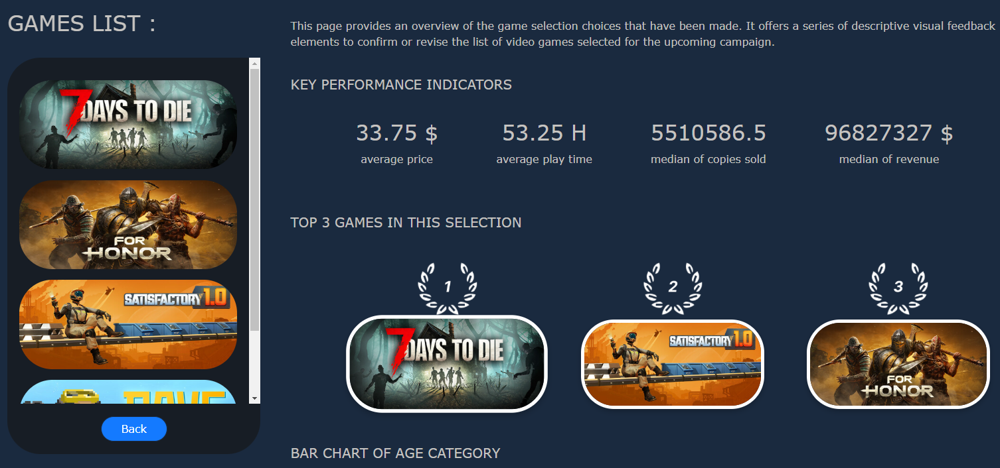 GAMES LIST :
7 DAYS TO DIE
FOR
HONOR
SATISFACTORY 1.0
DAVE
Back
This page provides an overview of the game selection choices that have been made. It offers a series of descriptive visual feedback
elements to confirm or revise the list of video games selected for the upcoming campaign.
KEY PERFORMANCE INDICATORS
33.75 $
average price
53.25 H
average play time
5510586.5
median of copies sold
96827327 $
median of revenue
TOP 3 GAMES IN THIS SELECTION
1
7 DAYS TO DIE
2
SATISFACTORY 1.0
3
FOR
HONOR
BAR CHART OF AGE CATEGORY